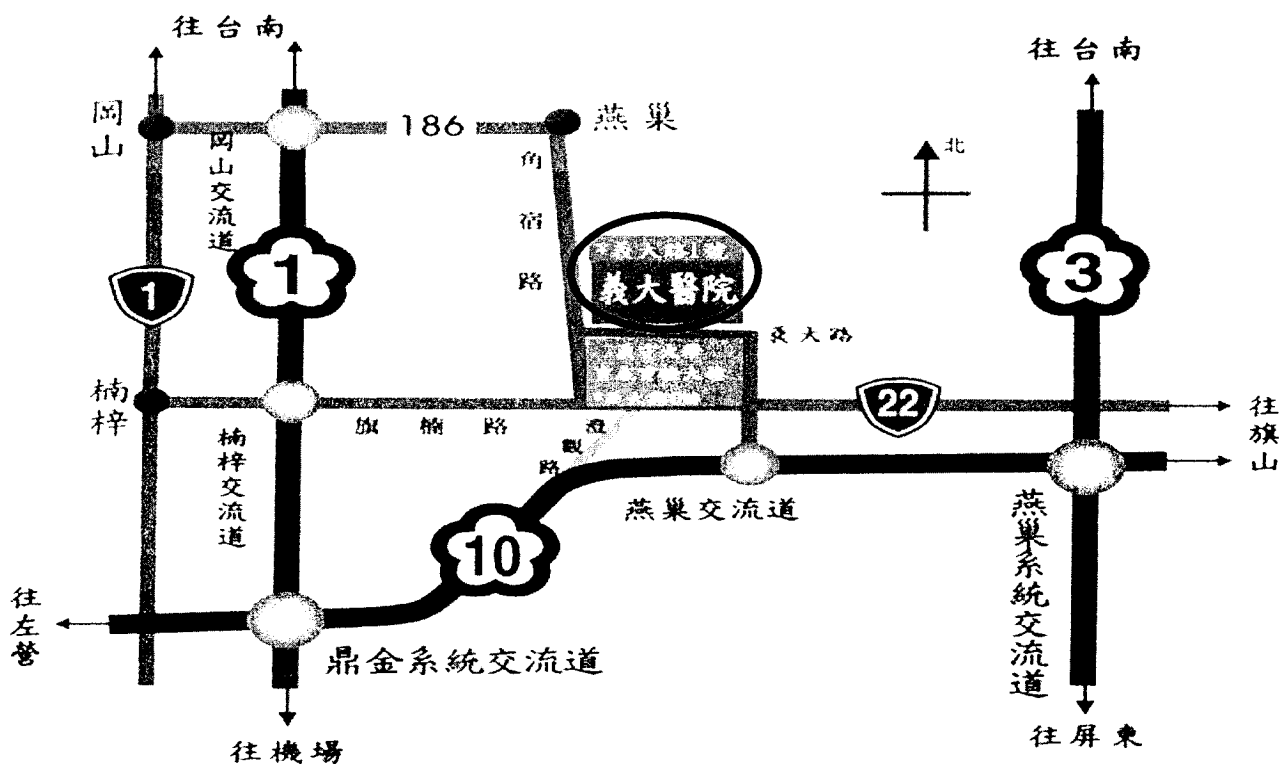 往台南
往台南
岡山
186
燕巢
北
岡山交流道
角宿路
1
1
義大醫院
3
義大路
楠梓
22
往旗山
旗楠路
澄觀路
楠梓交流道
燕巢交流道
燕巢系統交流道
10
往左營
鼎金系統交流道
往機場
往屏東